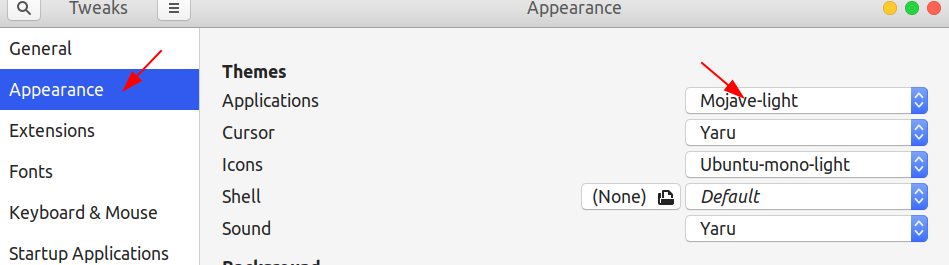 Tweaks
Appearance
General
Appearance
Extensions
Fonts
Keyboard & Mouse
Startup Applications
Themes
Applications Mojave-light
Cursor Yaru
Icons Ubuntu-mono-light
Shell (None) Default
Sound Yaru
Background